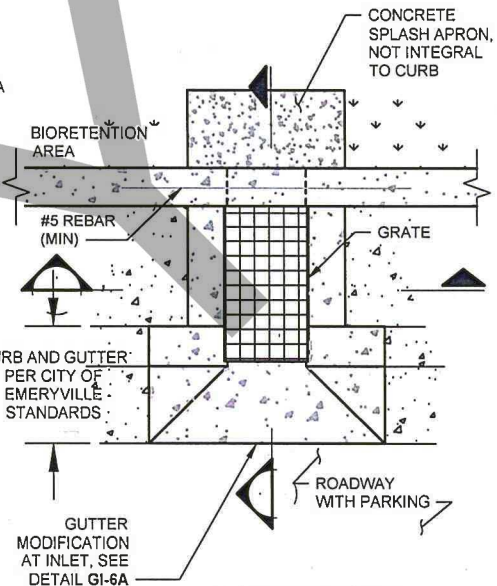 CONCRETE
SPLASH APRON,
NOT INTEGRAL
TO CURB
BIORETENTION
AREA
#5 REBAR
(MIN)
GRATE
URB AND GUTTER
PER CITY OF
EMERYVILLE
STANDARDS
ROADWAY
WITH PARKING
GUTTER
MODIFICATION
AT INLET, SEE
DETAIL GI-6A